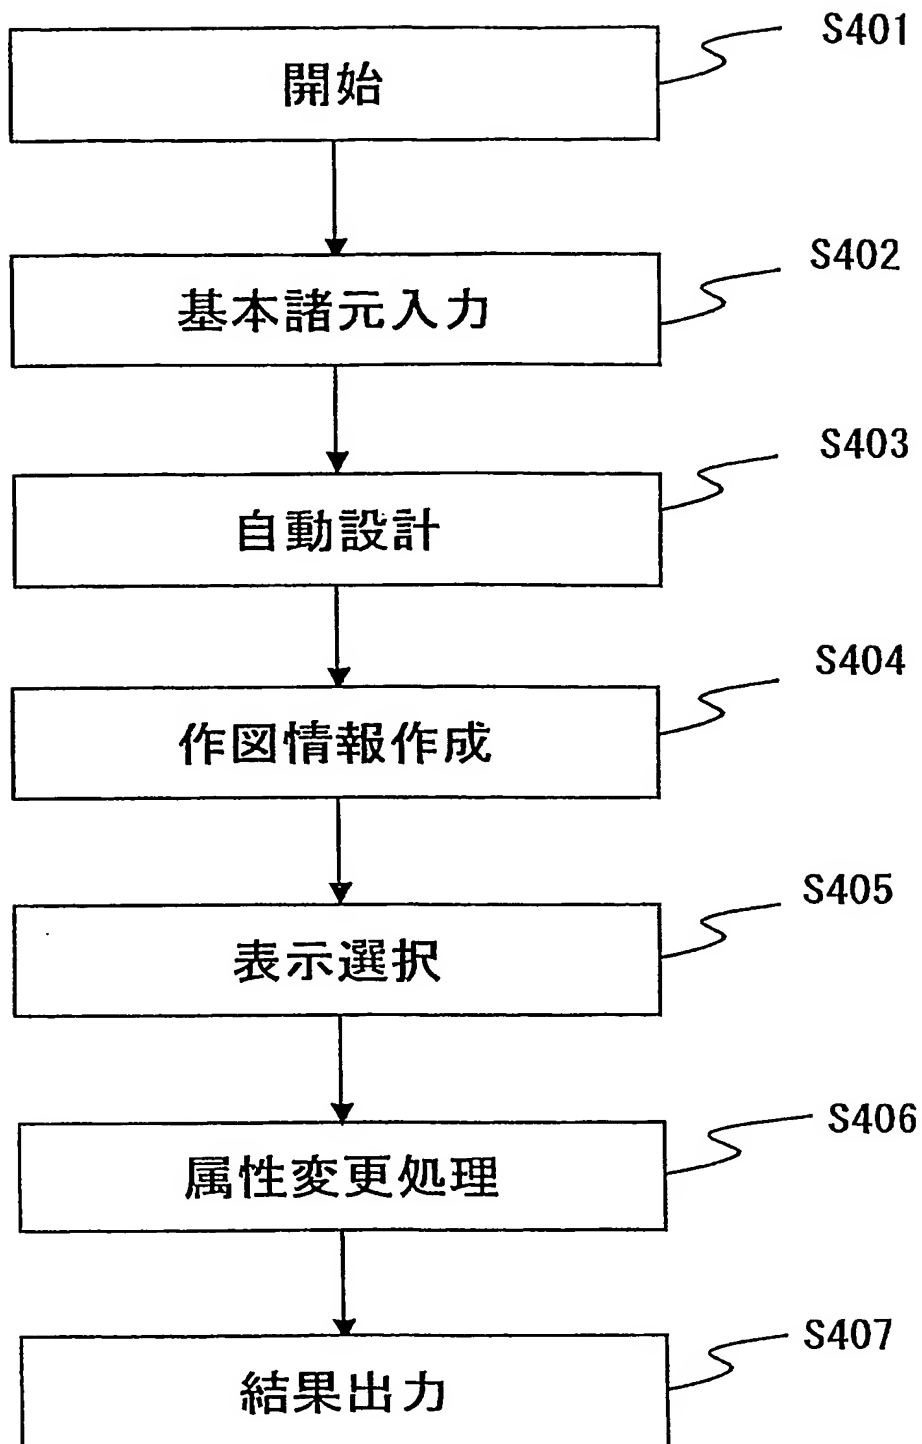 S401
開始
S402
基本諸元入力
S403
自動設計
S404
作図情報作成
S405
表示選択
S406
属性変更処理
S407
結果出力